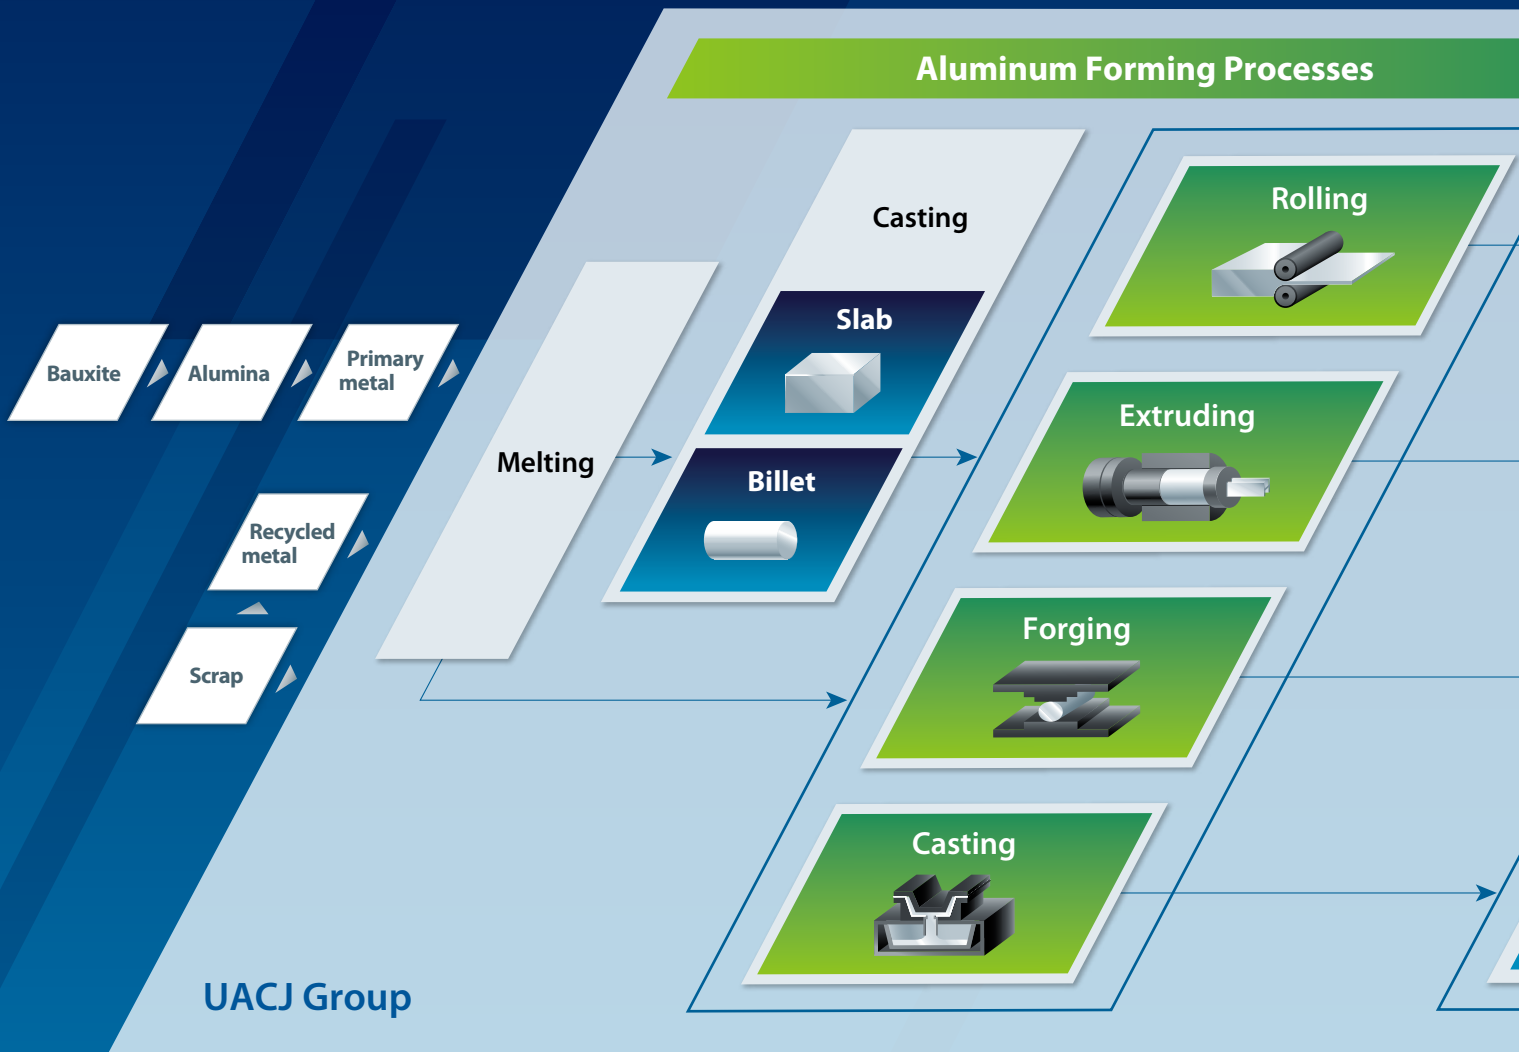 Aluminum Forming Processes
Bauxite
Alumina
Primary
metal
Recycled
metal
Scrap
Melting
Casting
Slab
Billet
Rolling
Extruding
Forging
Casting
UACJ Group